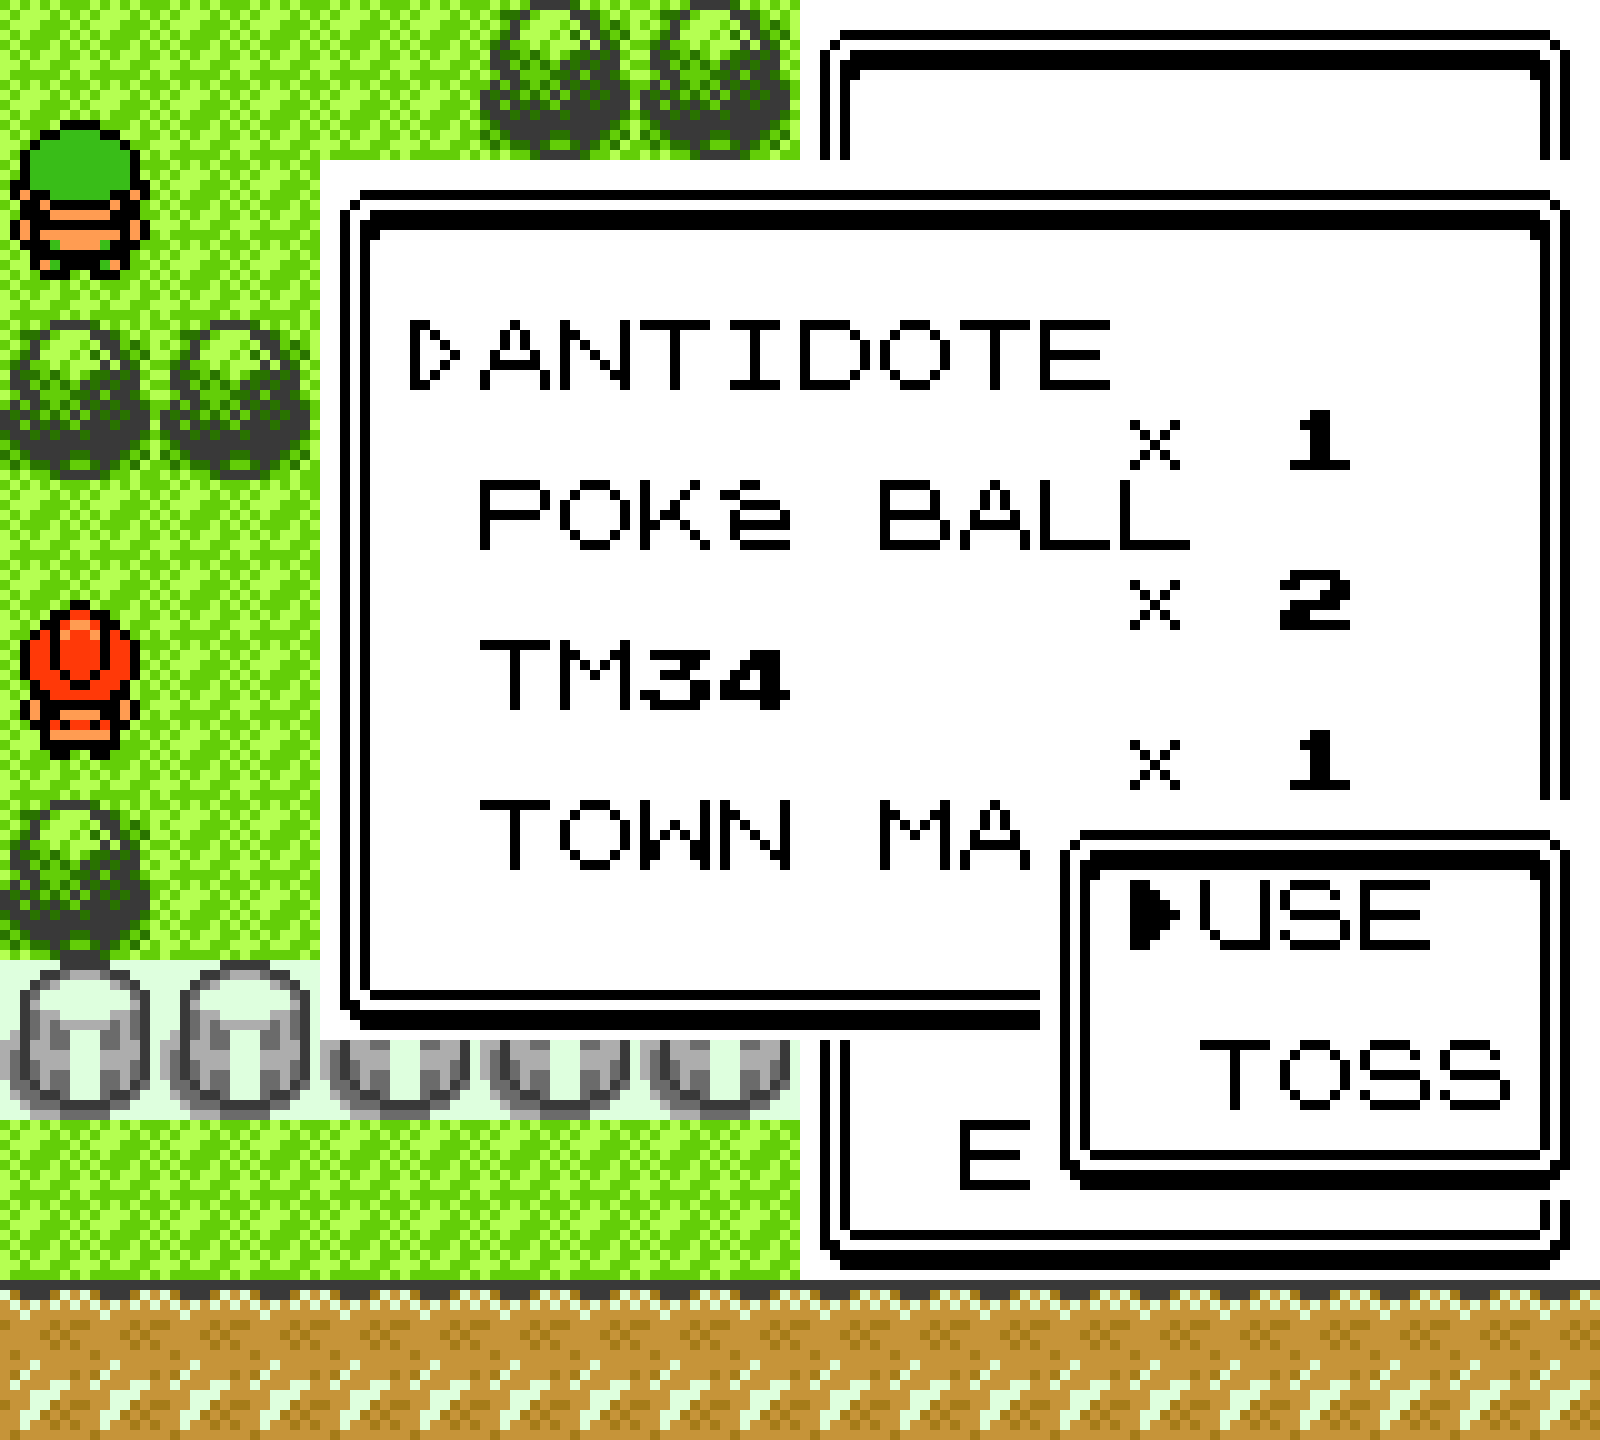 ▷ANTIDOTE
× 1
POKé BALL
× 2
TM34
× 1
TOWN MA
▶USE
TOSS
E